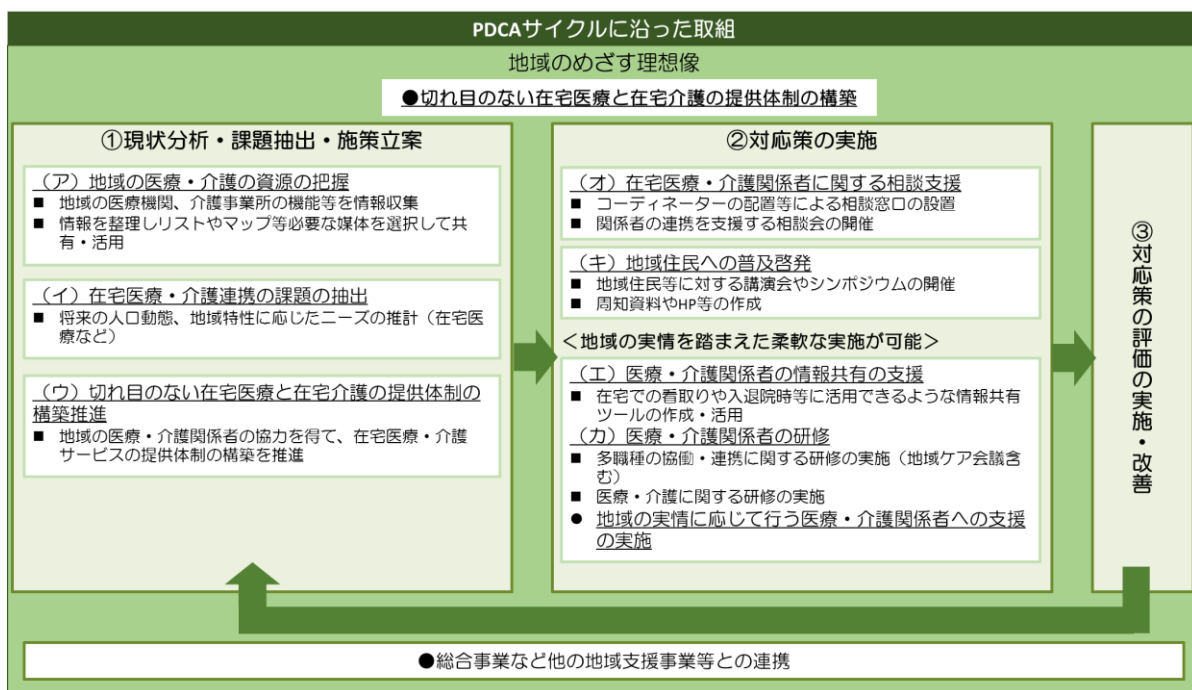 PDCAサイクルに沿った取組
地域のめざす理想像
●切れ目のない在宅医療と在宅介護の提供体制の構築
①現状分析・課題抽出・施策立案
（ア）地域の医療・介護の資源の把握
■ 地域の医療機関、介護事業所の機能等を情報収集
■ 情報を整理しリストやマップ等必要な媒体を選択して共
有・活用
（イ）在宅医療・介護連携の課題の抽出
■ 将来の人口動態、地域特性に応じたニーズの推計（在宅医
療など）
（ウ）切れ目のない在宅医療と在宅介護の提供体制の
構築推進
■ 地域の医療・介護関係者の協力を得て、在宅医療・介護
サービスの提供体制の構築を推進
②対応策の実施
（オ）在宅医療・介護関係者に関する相談支援
■ コーディネーターの配置等による相談窓口の設置
■ 関係者の連携を支援する相談会の開催
（キ）地域住民への普及啓発
■ 地域住民等に対する講演会やシンポジウムの開催
■ 周知資料やHP等の作成
＜地域の実情を踏まえた柔軟な実施が可能＞
（エ）医療・介護関係者の情報共有の支援
■ 在宅での看取りや入退院時等に活用できるような情報共有
ツールの作成・活用
（カ）医療・介護関係者の研修
■ 多職種の協働・連携に関する研修の実施（地域ケア会議含
む）
■ 医療・介護に関する研修の実施
● 地域の実情に応じて行う医療・介護関係者への支援
の実施
③対応策の評価の実施・改善
●総合事業など他の地域支援事業等との連携